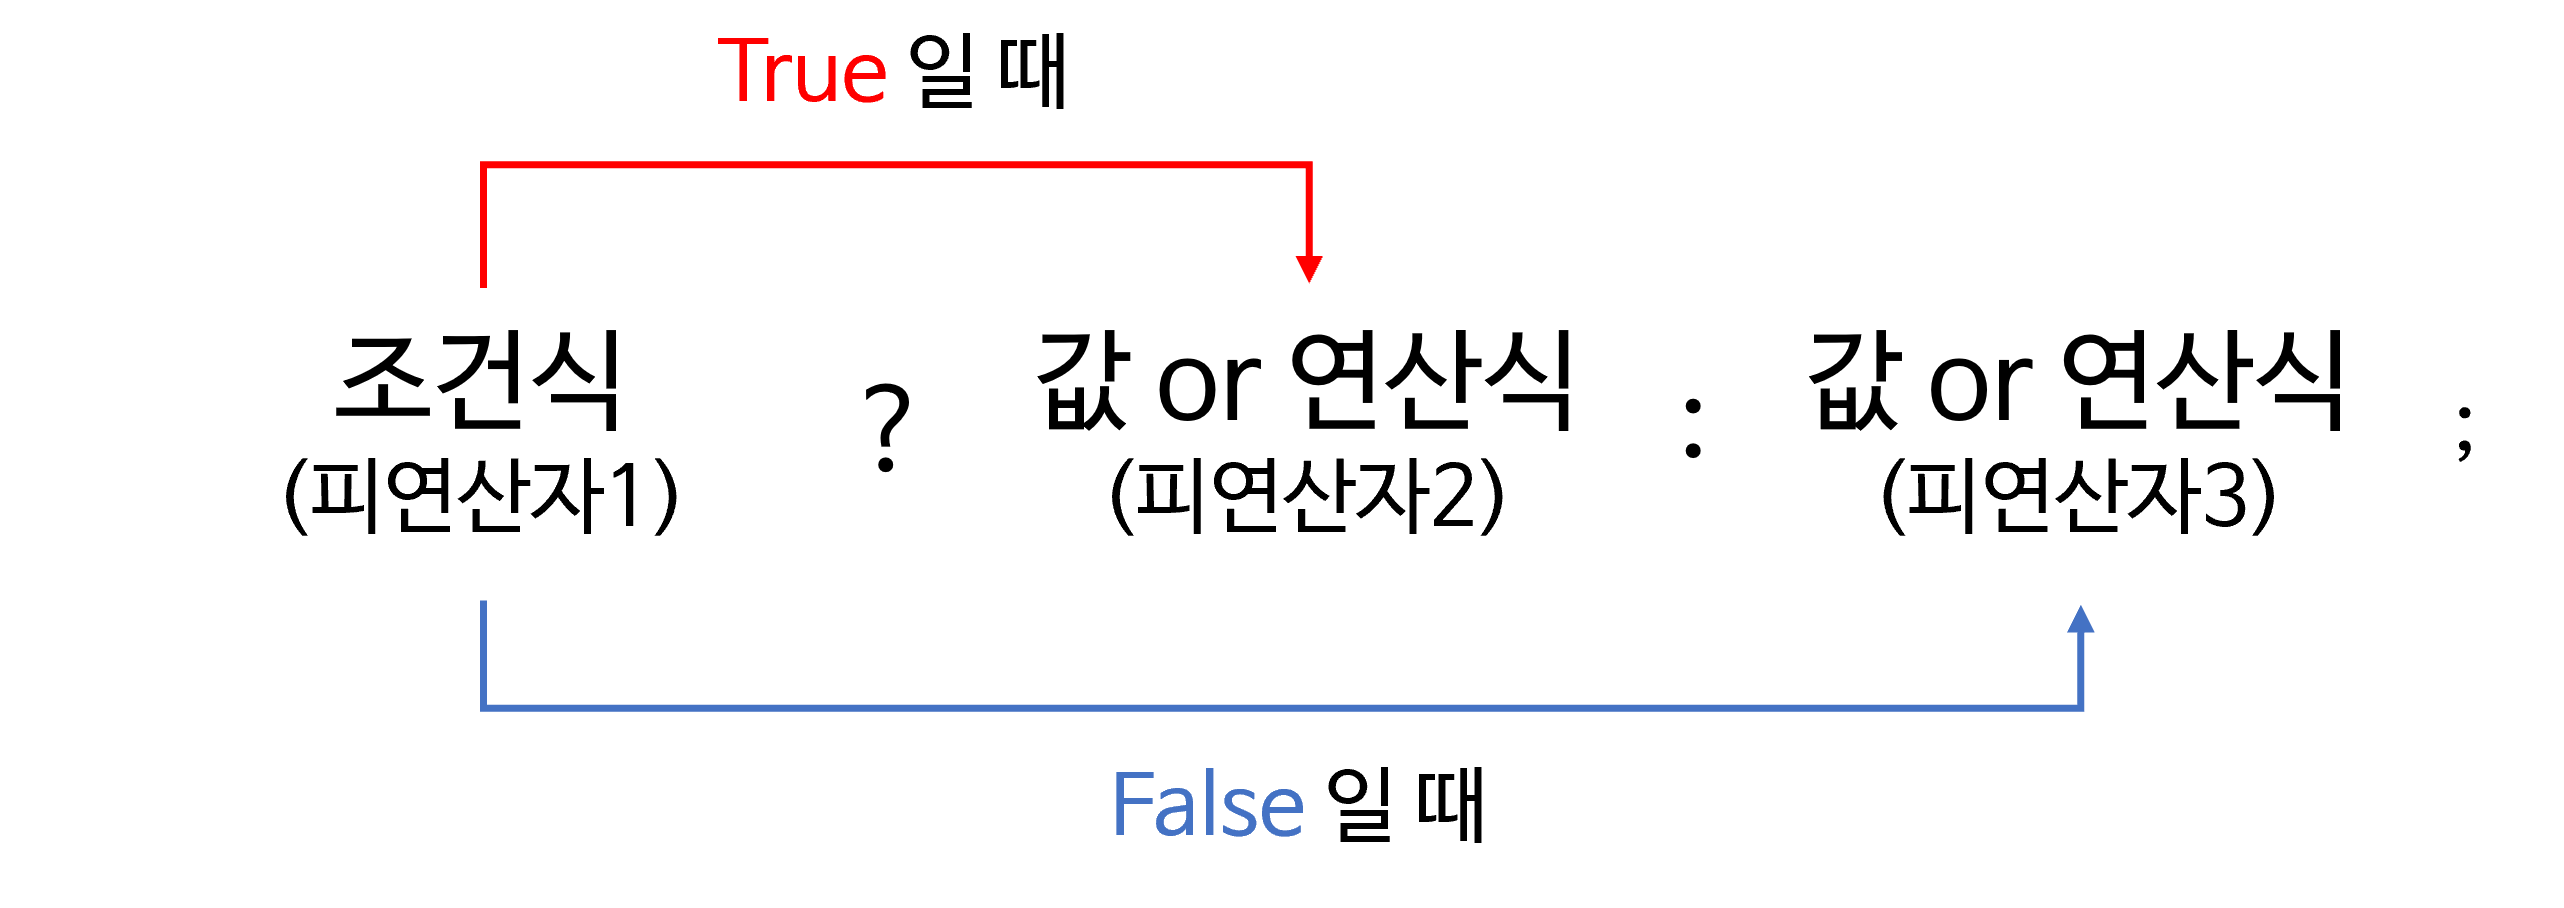 True 일 때
조건식 ? 값 or 연산식 : 값 or 연산식 ;
(피연산자1) (피연산자2) (피연산자3)
False 일 때